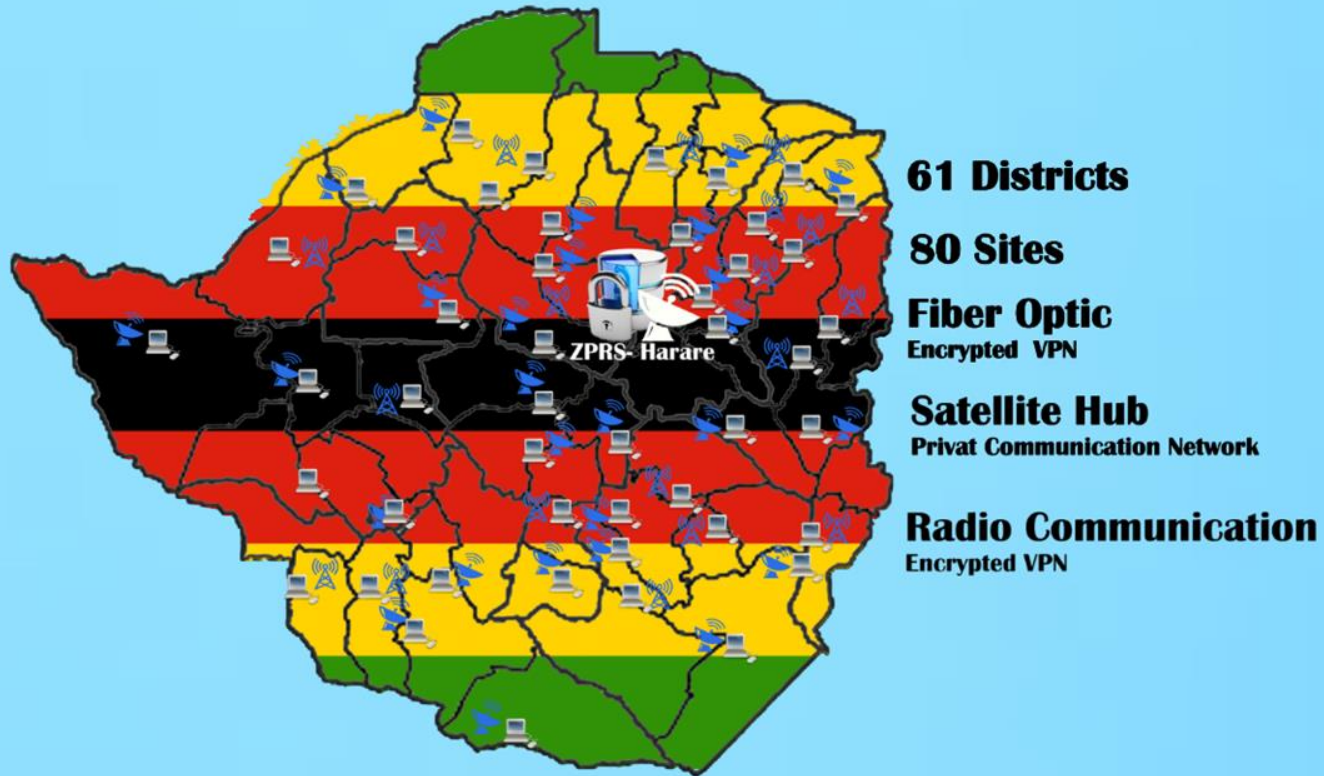 61 Districts
80 Sites
Fiber Optic
Encrypted VPN
ZPRS- Harare
Satellite Hub
Privat Communication Network
Radio Communication
Encrypted VPN